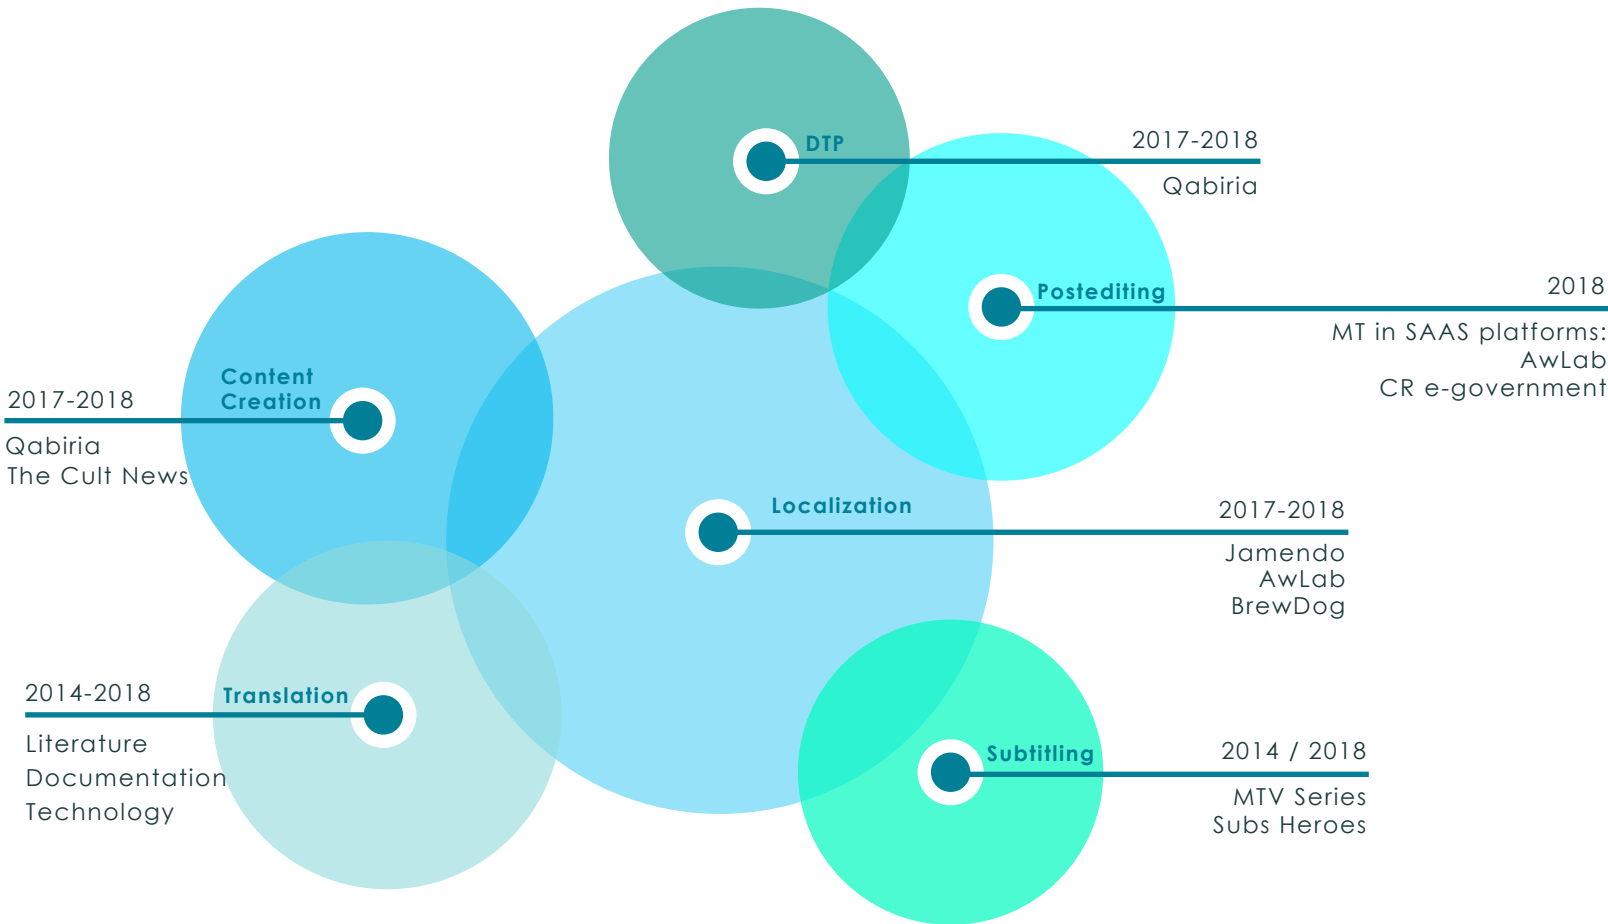 DTP
2017-2018
Qabiria
Postediting
2018
MT in SAAS platforms:
AwLab
CR e-government
Content
Creation
2017-2018
Qabiria
The Cult News
Localization
2017-2018
Jamendo
AwLab
BrewDog
2014-2018
Translation
Literature
Documentation
Technology
Subtitling
2014 / 2018
MTV Series
Subs Heroes